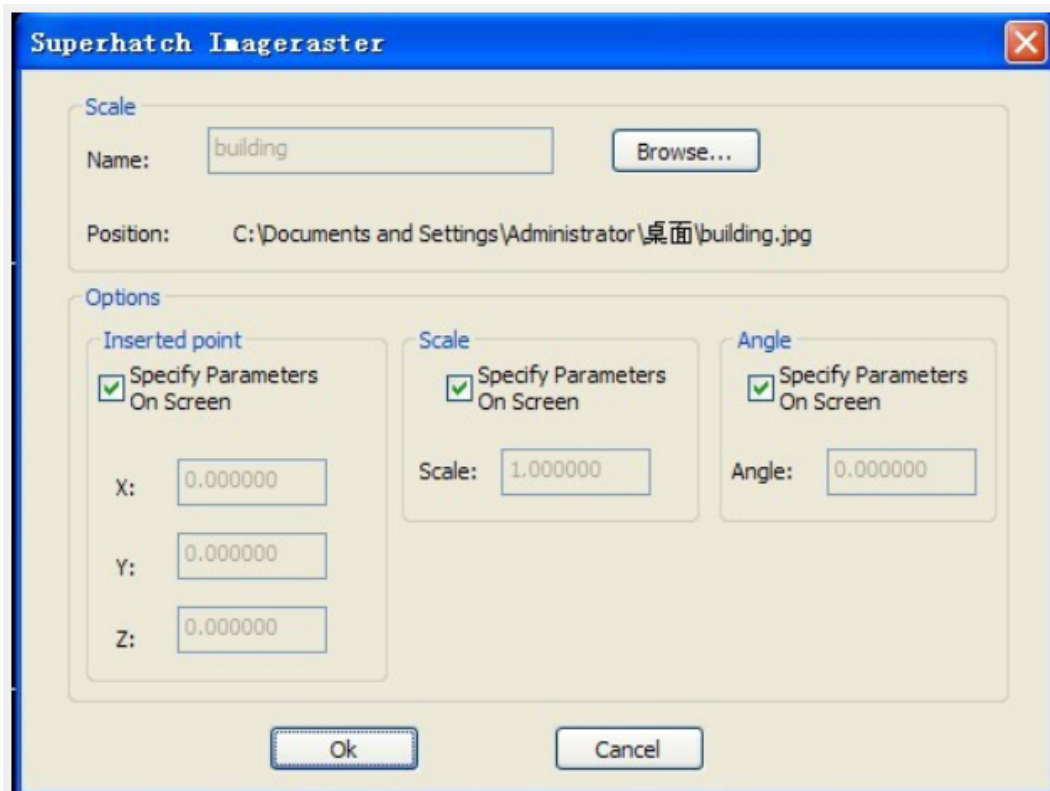 Superhatch Imageraster
Scale
Name:
building
Browse...
Position:
C:\Documents and Settings\Administrator\桌面\building.jpg
Options
Inserted point
Specify Parameters
On Screen
X:
0.000000
Y:
0.000000
Z:
0.000000
Scale
Specify Parameters
On Screen
Scale:
1.000000
Angle
Specify Parameters
On Screen
Angle:
0.000000
Ok
Cancel